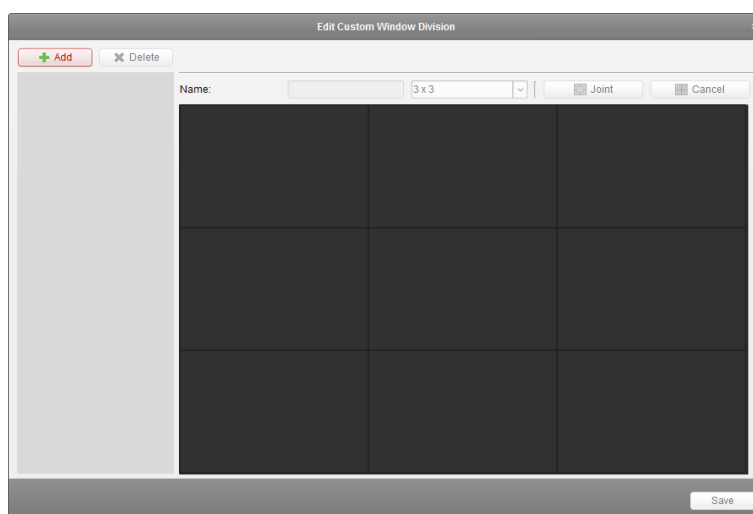 Edit Custom Window Division
Add Delete
Name: 3 x 3 Joint Cancel
Save